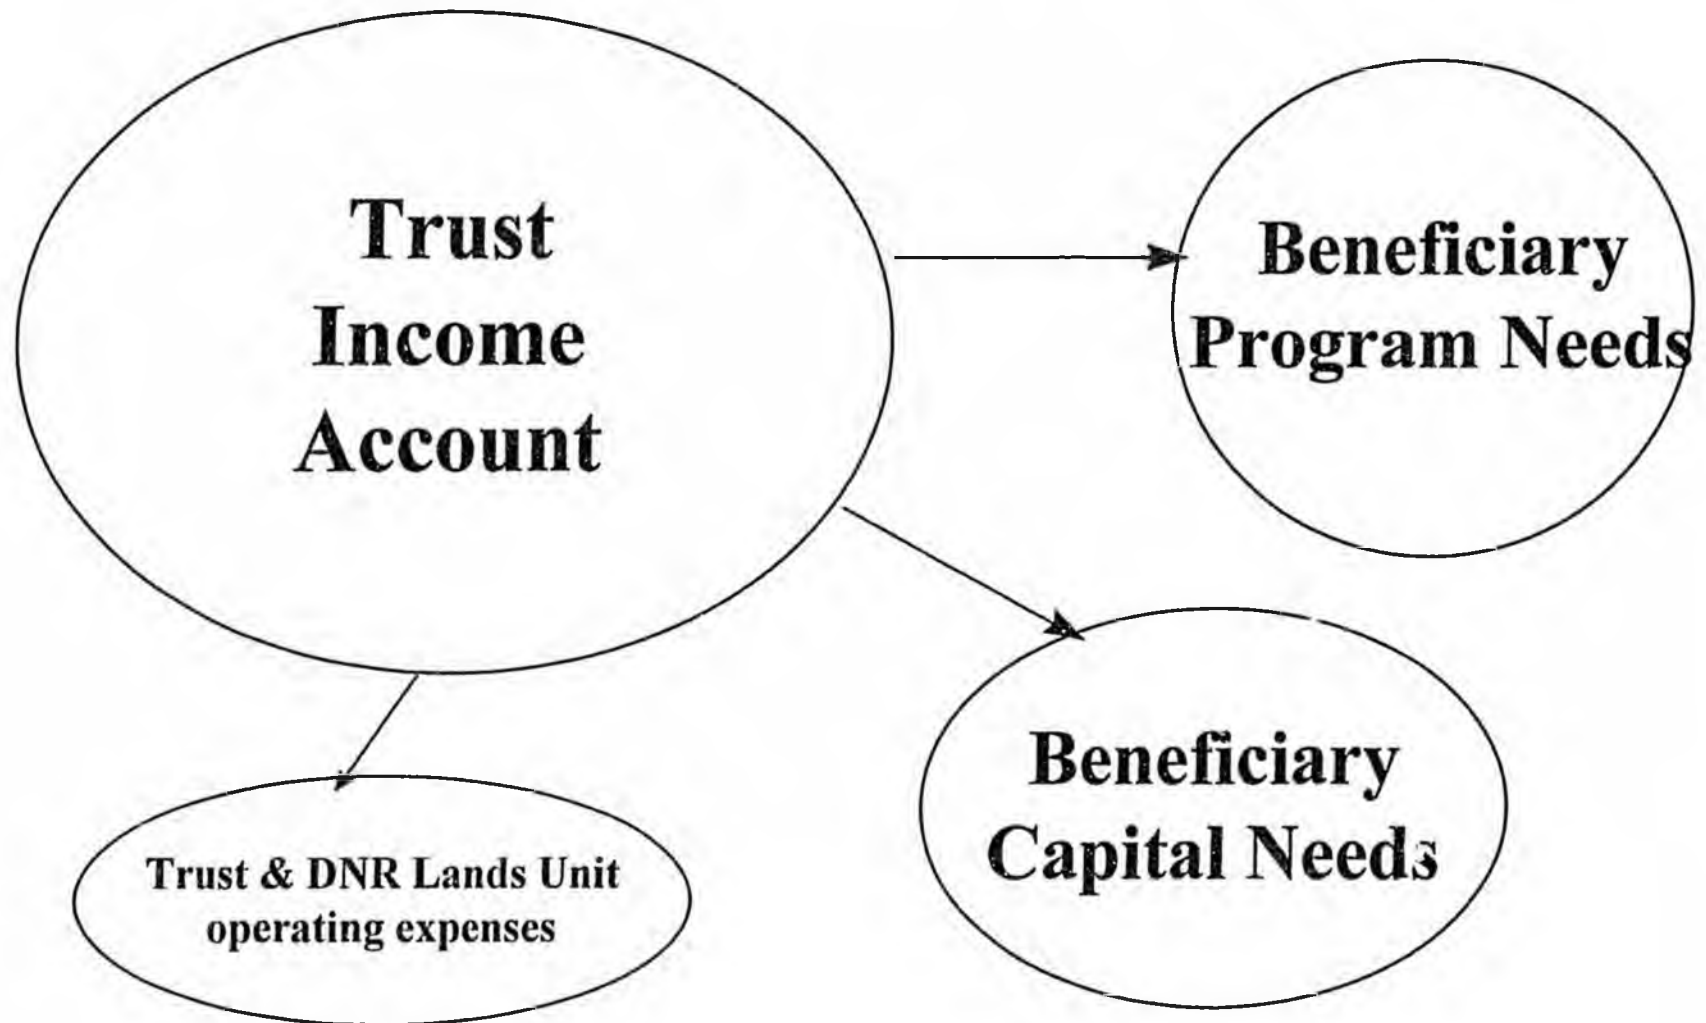 Trust
Income
Account
Beneficiary
Program Needs
Beneficiary
Capital Needs
Trust & DNR Lands Unit
operating expenses